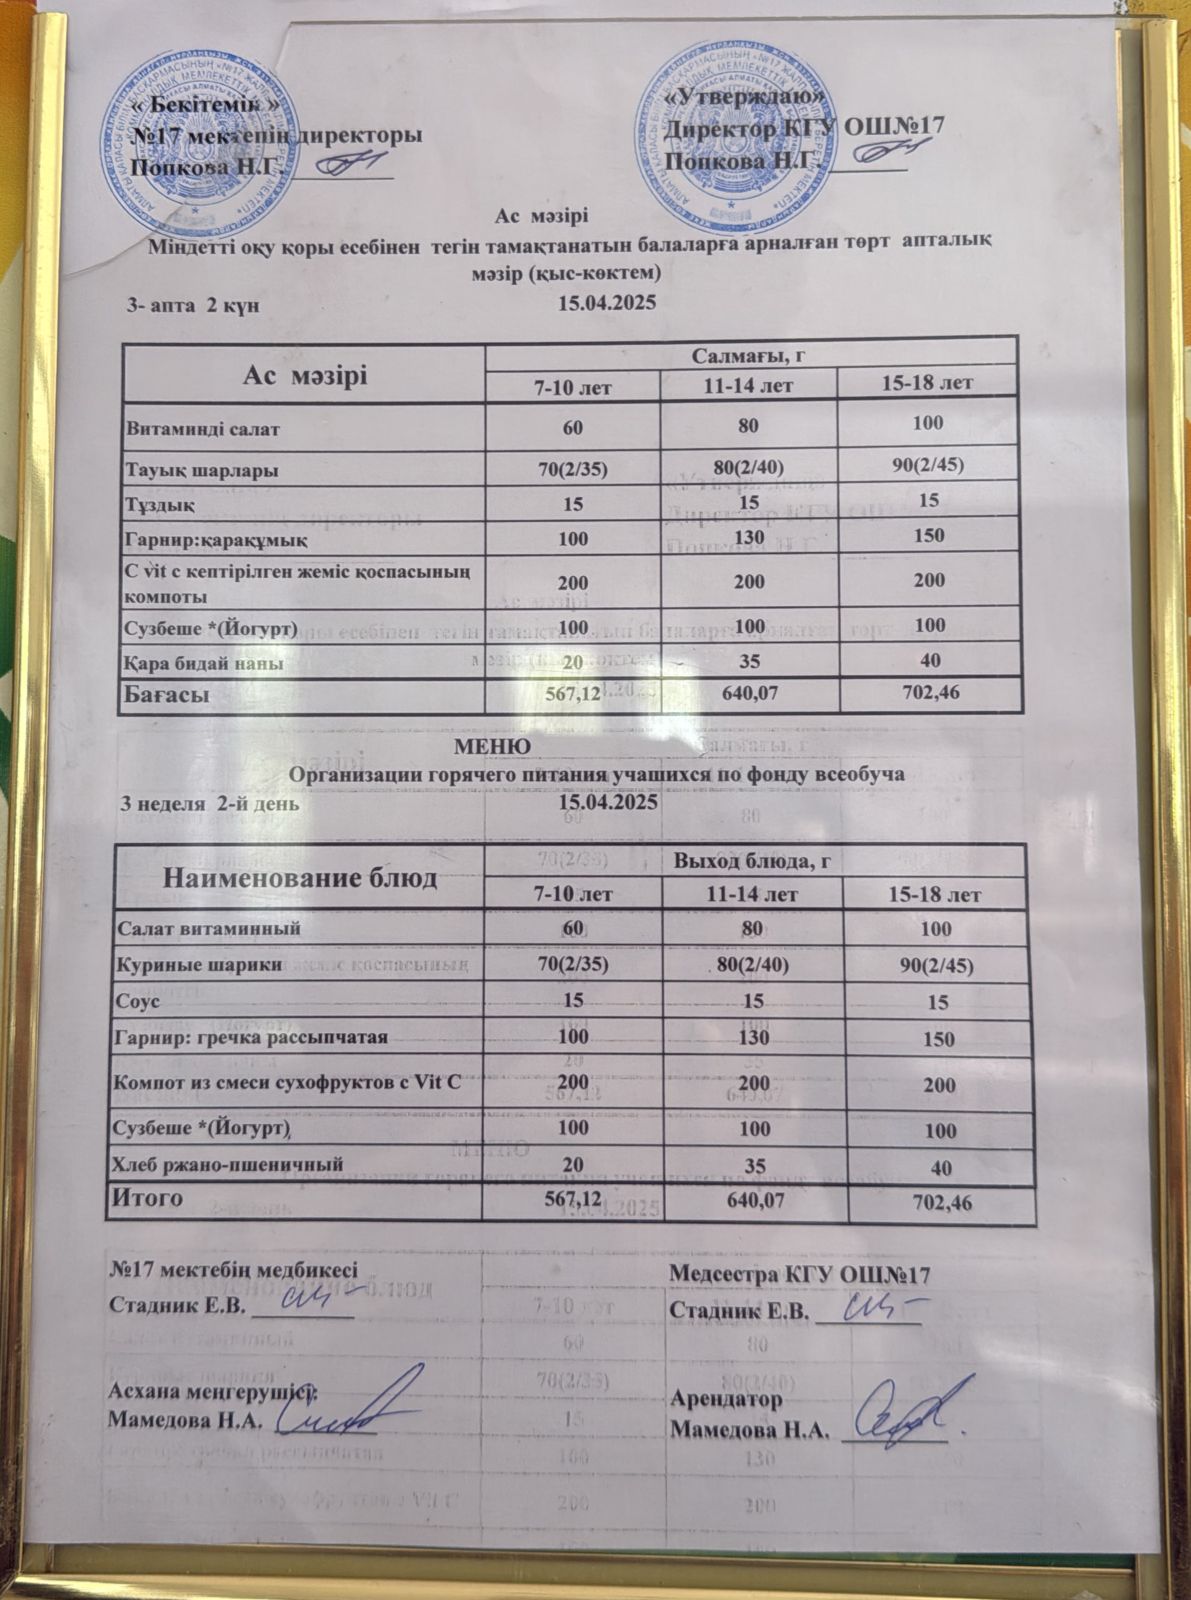 « Бекітемін »
№17 мектепің директоры
Попкова Н.Г.
«Утверждаю»
Директор КГУ ОШ№17
Попкова Н.Г.
Ас мәзірі
Міндетті оқу қоры есебінен тегін тамақтанатын балаларға арналған төрт апталық
мәзір (қыс-көктем)
3- апта 2 күн 15.04.2025
Ас мәзірі Салмағы, г
7-10 лет 11-14 лет 15-18 лет
Витаминді салат 60 80 100
Тауық шарлары 70(2/35) 80(2/40) 90(2/45)
Тұздық 15 15 15
Гарнир:қарақұмық 100 130 150
С vit с кептірілген жеміс қоспасының
компоты 200 200 200
Сузбеше *(Йогурт) 100 100 100
Қара бидай наны 20 35 40
Бағасы 567,12 640,07 702,46
МЕНЮ
Организации горячего питания учашихся по фонду всеобуча
3 неделя 2-й день 15.04.2025
Наименование блюд Выход блюда, г
7-10 лет 11-14 лет 15-18 лет
Салат витаминный 60 80 100
Куриные шарики 70(2/35) 80(2/40) 90(2/45)
Соус 15 15 15
Гарнир: гречка рассыпчатая 100 130 150
Компот из смеси сухофруктов с Vit C 200 200 200
Сузбеше *(Йогурт) 100 100 100
Хлеб ржано-пшеничный 20 35 40
Итого 567,12 640,07 702,46
№17 мектебің медбикесі
Стадник Е.В.
Медсестра КГУ ОШ№17
Стадник Е.В.
Асхана меңгерушісі:
Мамедова Н.А.
Арендатор
Мамедова Н.А.